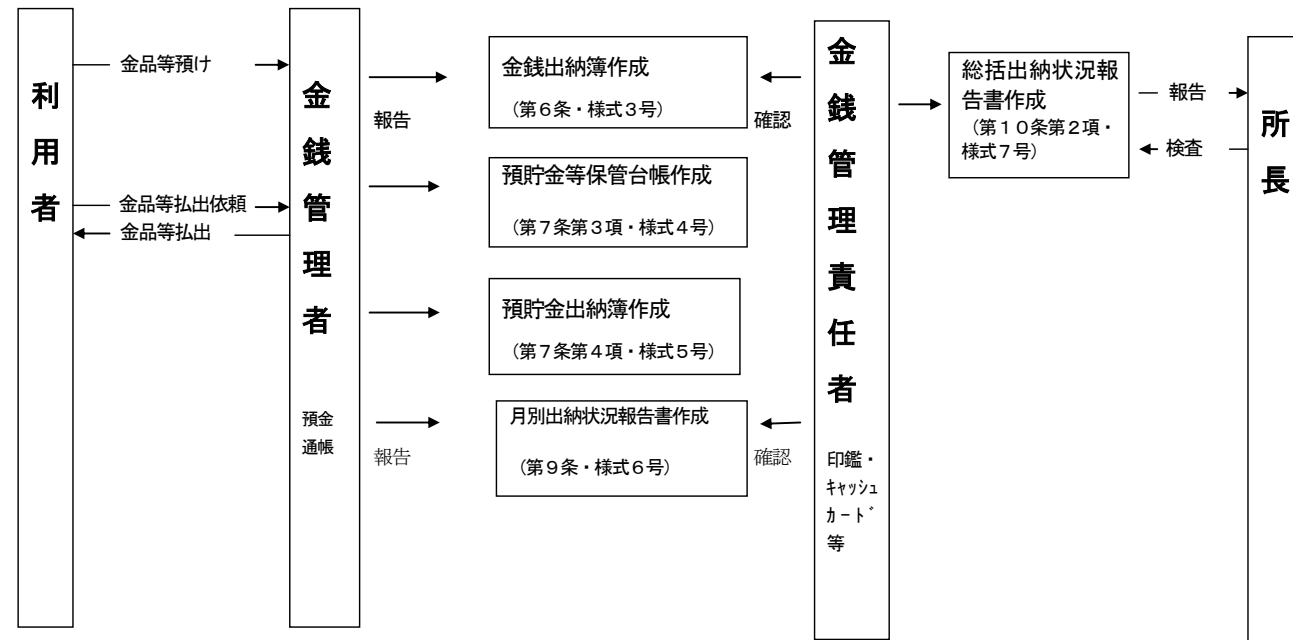 利用者
金品等預け
金品等払出依頼
金品等払出
金銭管理者
預金
通帳
報告
金銭出納簿作成
（第６条・様式３号）
確認
預貯金等保管台帳作成
（第７条第３項・様式４号）
預貯金出納簿作成
（第７条第４項・様式５号）
報告
月別出納状況報告書作成
（第９条・様式６号）
確認
金銭管理責任者
印鑑・
ｷｬｯｼｭ
ｶｰﾄﾞ
等
総括出納状況報
告書作成
（第１０条第２項・
様式７号）
報告
検査
所長